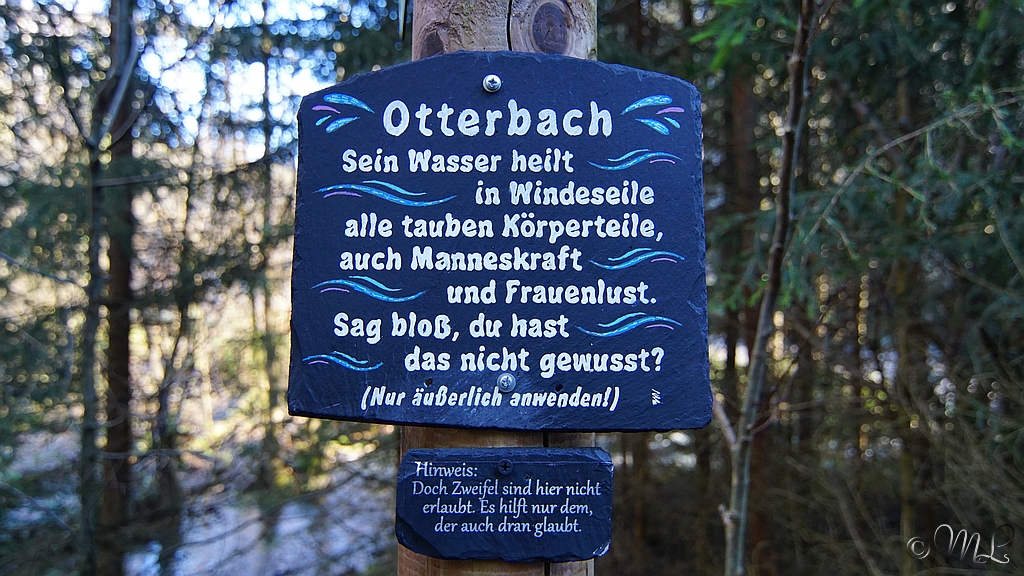 Otterbach
Sein Wasser heilt
in Windeseile
alle tauben Körperteile,
auch Manneskraft
und Frauenlust.
Sag bloß, du hast
das nicht gewusst?
(Nur äußerlich anwenden!)
Hinweis:
Doch Zweifel sind hier nicht
erlaubt. Es hilft nur dem,
der auch dran glaubt.
© ML